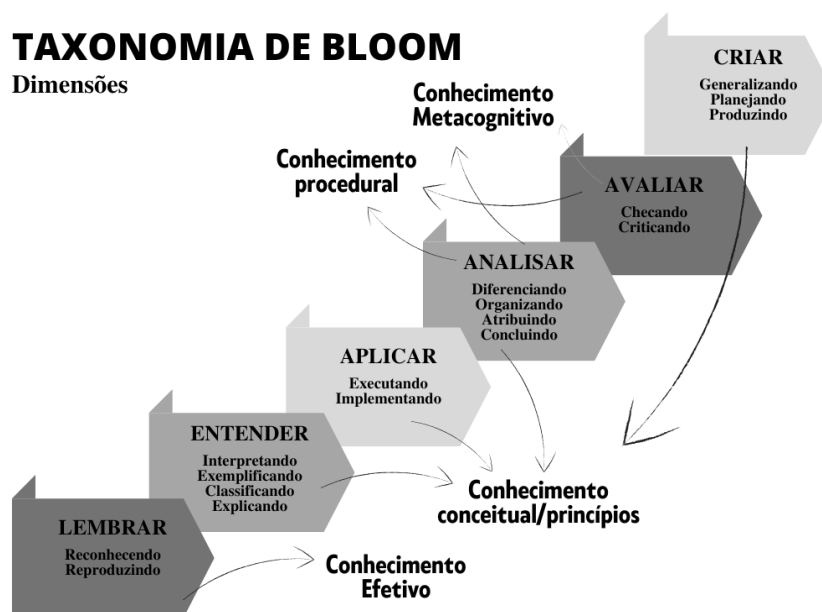 TAXONOMIA DE BLOOM
Dimensões
CRIAR
Generalizando
Planejando
Produzindo
Conhecimento
Metacognitivo
Conhecimento
procedural
AVALIAR
Checando
Criticando
ANALISAR
Diferenciando
Organizando
Atribuindo
Concluindo
APLICAR
Executando
Implementando
ENTENDER
Interpretando
Exemplificando
Classificando
Explicando
Conhecimento
conceitual/princípios
LEMBRAR
Reconhecendo
Reproduzindo
Conhecimento
Efetivo